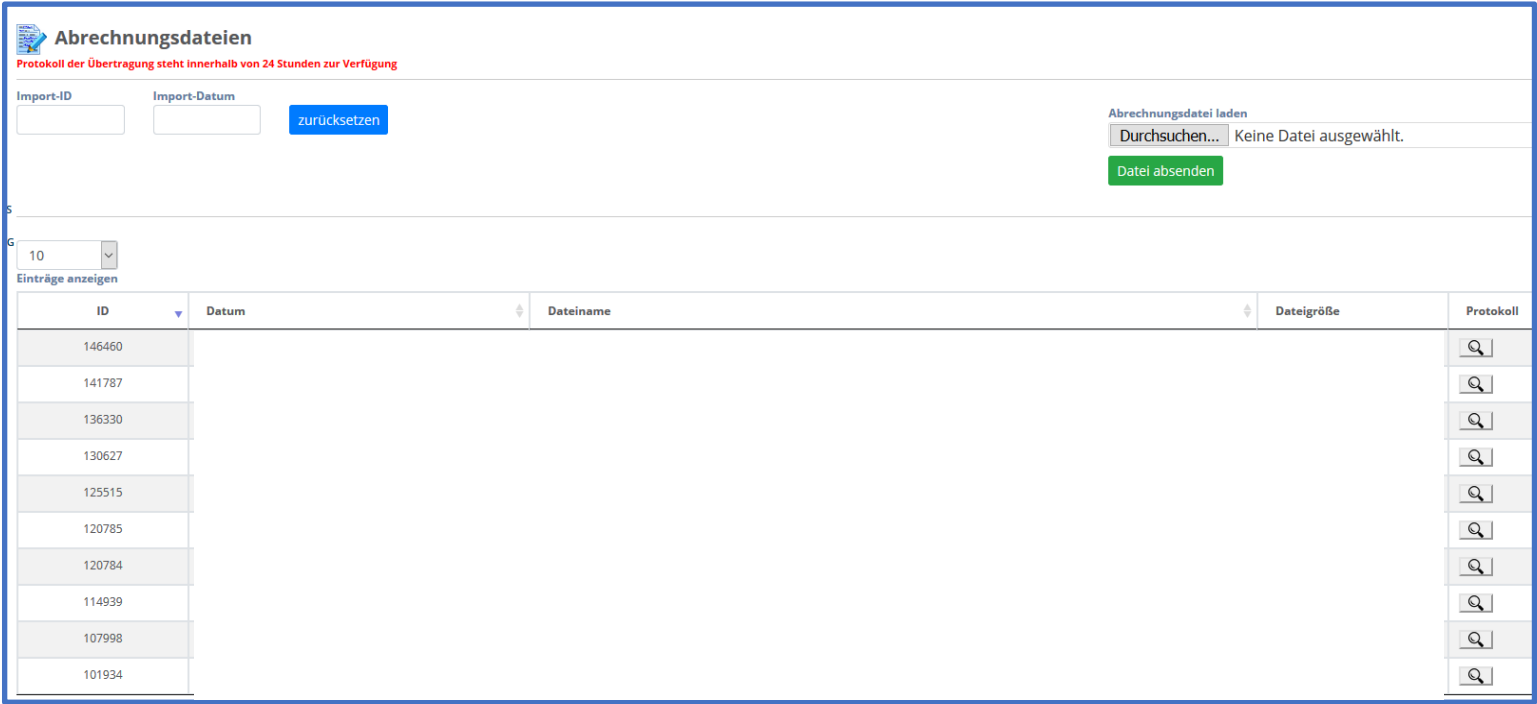 Abrechnungsdateien
Protokoll der Übertragung steht innerhalb von 24 Stunden zur Verfügung
Import-ID Import-Datum
zurücksetzen
Abrechnungsdatei laden
Durchsuchen... Keine Datei ausgewählt.
Datei absenden
S
G
10
Einträge anzeigen
ID Datum Dateiname Dateigröße Protokoll
146460
141787
136330
130627
125515
120785
120784
114939
107998
101934